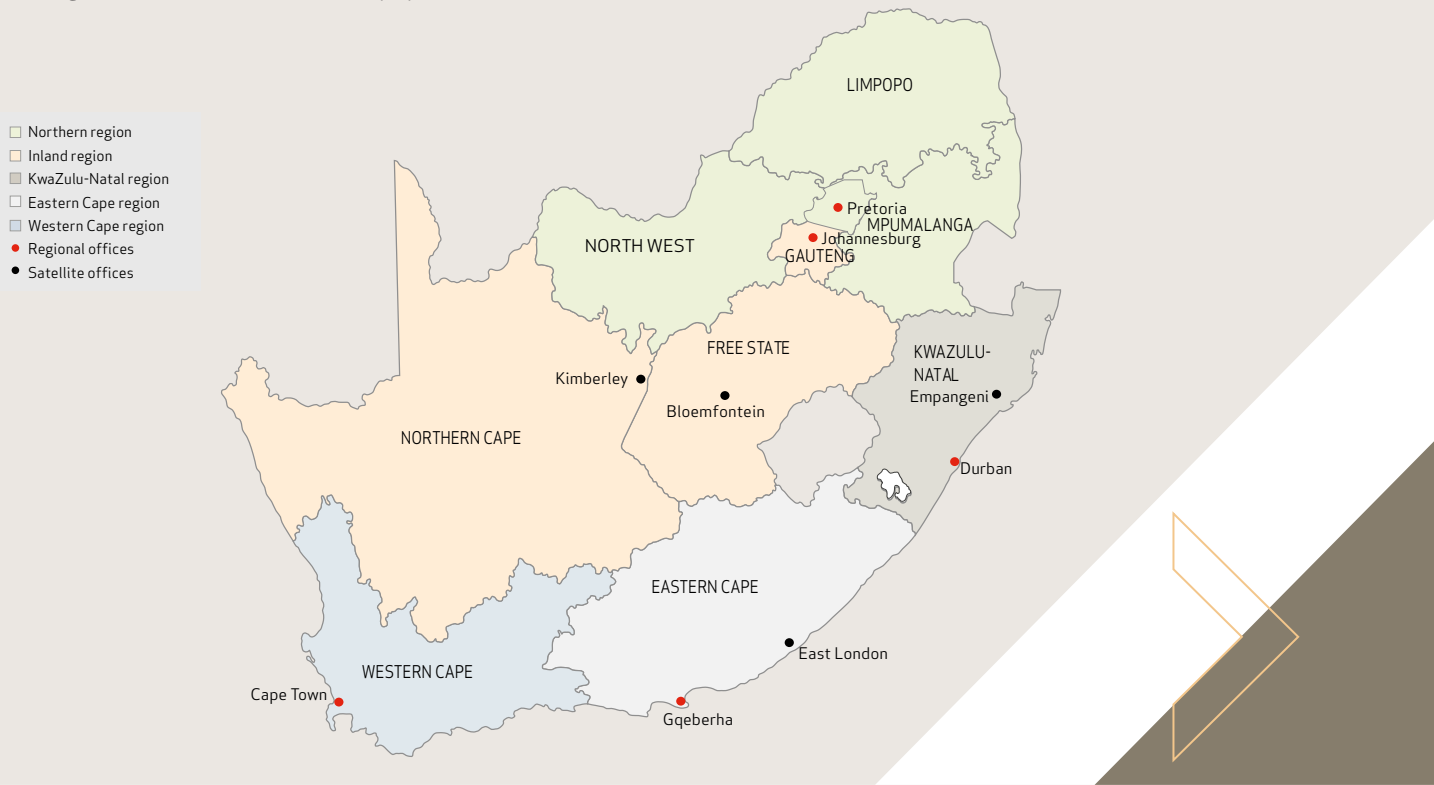 Northern region
Inland region
KwaZulu-Natal region
Eastern Cape region
Western Cape region
Regional offices
Satellite offices
LIMPOPO
Pretoria
MPUMALANGA
Johannesburg
GAUTENG
NORTH WEST
FREE STATE
KWAZULU-
NATAL
Empangeni
Kimberley
Bloemfontein
NORTHERN CAPE
Durban
EASTERN CAPE
East London
WESTERN CAPE
Cape Town
Gqeberha